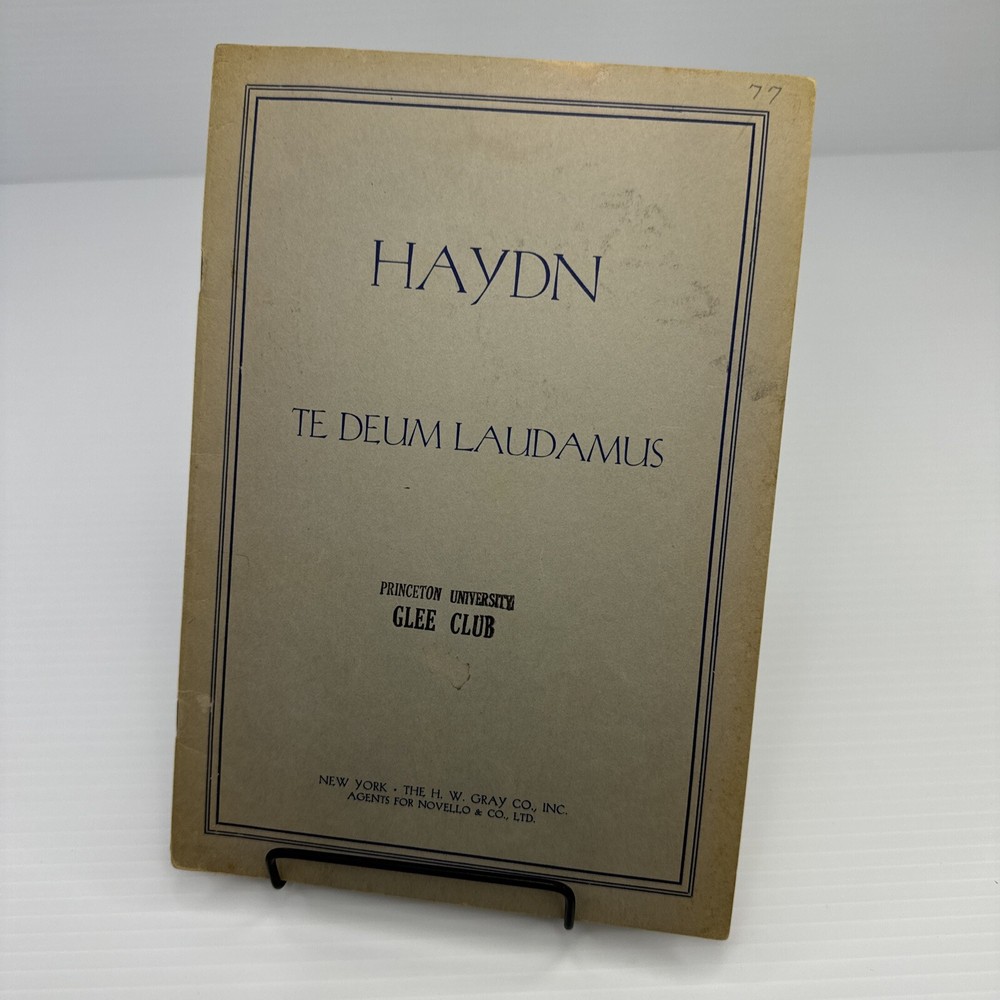 77
HAYDN
TE DEUM LAUDAMUS
PRINCETON UNIVERSITY
GLEE CLUB
NEW YORK · THE H. W. GRAY CO., INC.
AGENTS FOR NOVELLO & CO., LTD.